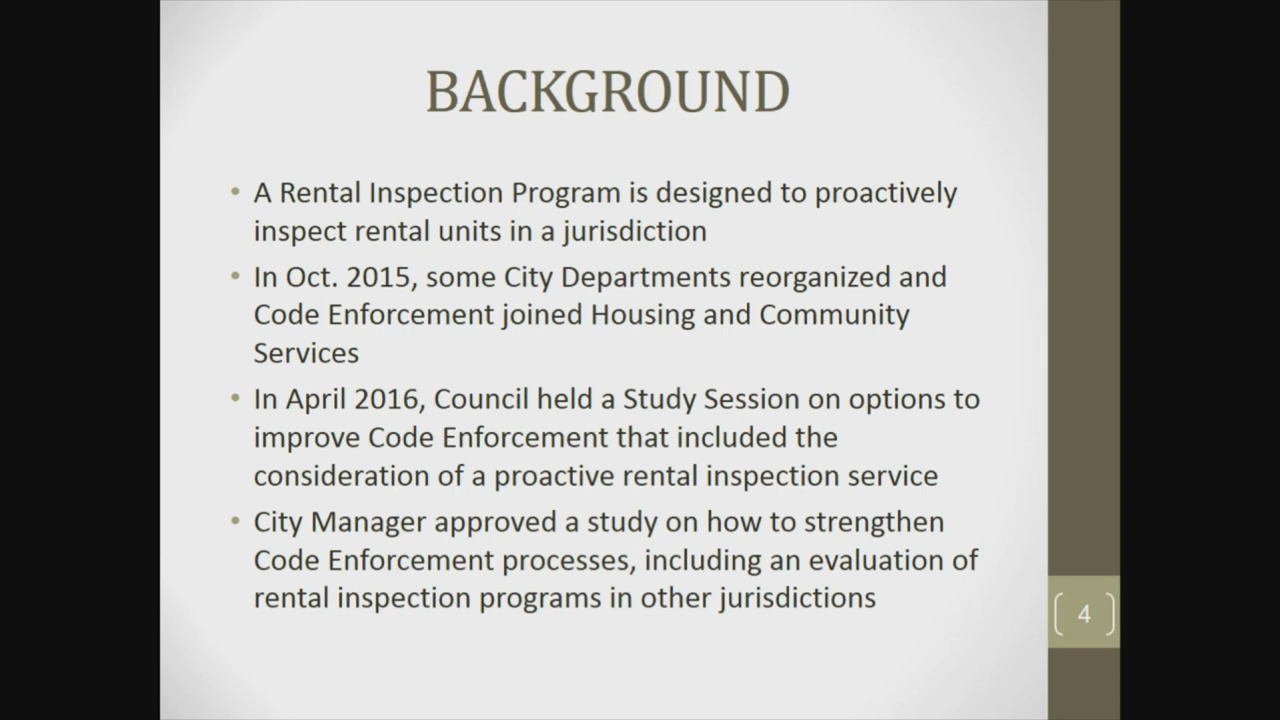 BACKGROUND
• A Rental Inspection Program is designed to proactively
inspect rental units in a jurisdiction
• In Oct. 2015, some City Departments reorganized and
Code Enforcement joined Housing and Community
Services
• In April 2016, Council held a Study Session on options to
improve Code Enforcement that included the
consideration of a proactive rental inspection service
• City Manager approved a study on how to strengthen
Code Enforcement processes, including an evaluation of
rental inspection programs in other jurisdictions
4